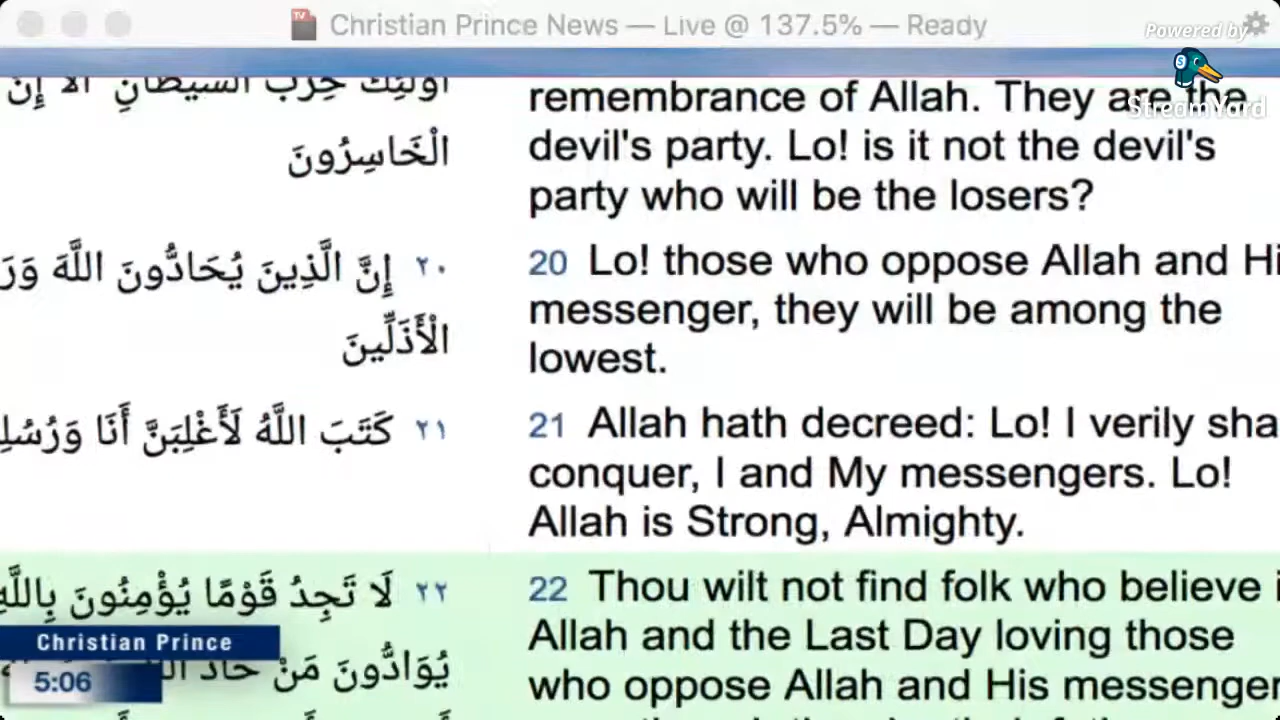 Christian Prince News — Live @ 137.5% — Ready
Powered by
StreamYard
أولئك حزب الشيطان ألا إن
الْخَاسِرُونَ
٢٠ إِنَّ الَّذِينَ يُحَادُّونَ اللَّهَ
الْأَذَلِّينَ
٢١ كَتَبَ اللَّهُ لَأَغْلِبَنَّ أَنَا
٢٢ لَا تَجِدُ قَوْمًا يُؤْمِنُونَ بِاللَّهِ
يُوَادُّونَ مَنْ حَادَّ
remembrance of Allah. They are the
devil's party. Lo! is it not the devil's
party who will be the losers?
20 Lo! those who oppose Allah and Hi
messenger, they will be among the
lowest.
21 Allah hath decreed: Lo! I verily sha
conquer, I and My messengers. Lo!
Allah is Strong, Almighty.
22 Thou wilt not find folk who believe i
Allah and the Last Day loving those
who oppose Allah and His messenger
Christian Prince
5:06